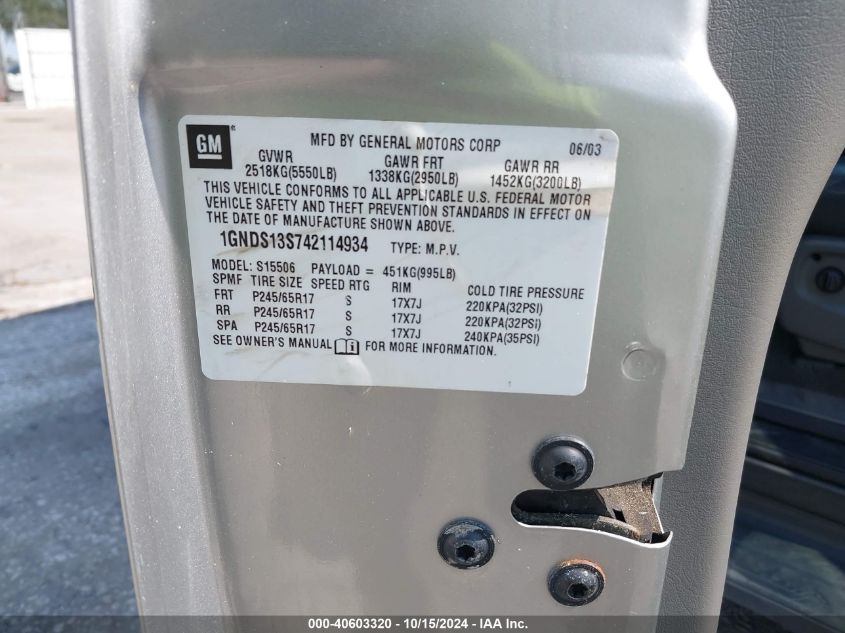 GM ® MFD BY GENERAL MOTORS CORP 06/03
GVWR GAWR FRT GAWR RR
2518KG(5550LB) 1338KG(2950LB) 1452KG(3200LB)
THIS VEHICLE CONFORMS TO ALL APPLICABLE U.S. FEDERAL MOTOR
VEHICLE SAFETY AND THEFT PREVENTION STANDARDS IN EFFECT ON
THE DATE OF MANUFACTURE SHOWN ABOVE.
1GNDS13S742114934 TYPE: M.P.V.
MODEL: S15506 PAYLOAD = 451KG(995LB)
SPMF TIRE SIZE SPEED RTG RIM COLD TIRE PRESSURE
FRT P245/65R17 S 17X7J 220KPA(32PSI)
RR P245/65R17 S 17X7J 220KPA(32PSI)
SPA P245/65R17 S 17X7J 240KPA(35PSI)
SEE OWNER'S MANUAL FOR MORE INFORMATION.
000-40603320 - 10/15/2024 - IAA Inc.